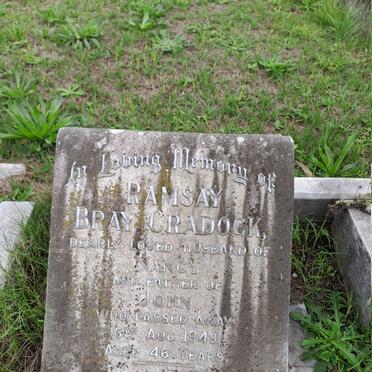 In Loving Memory of
RAMSAY
BRAY CRADOCK,
DEARLY LOVED HUSBAND OF
NANCY
AND FATHER OF
JOHN
WHO PASSED AWAY
6TH AUG. 1949
AGED 46 YEARS